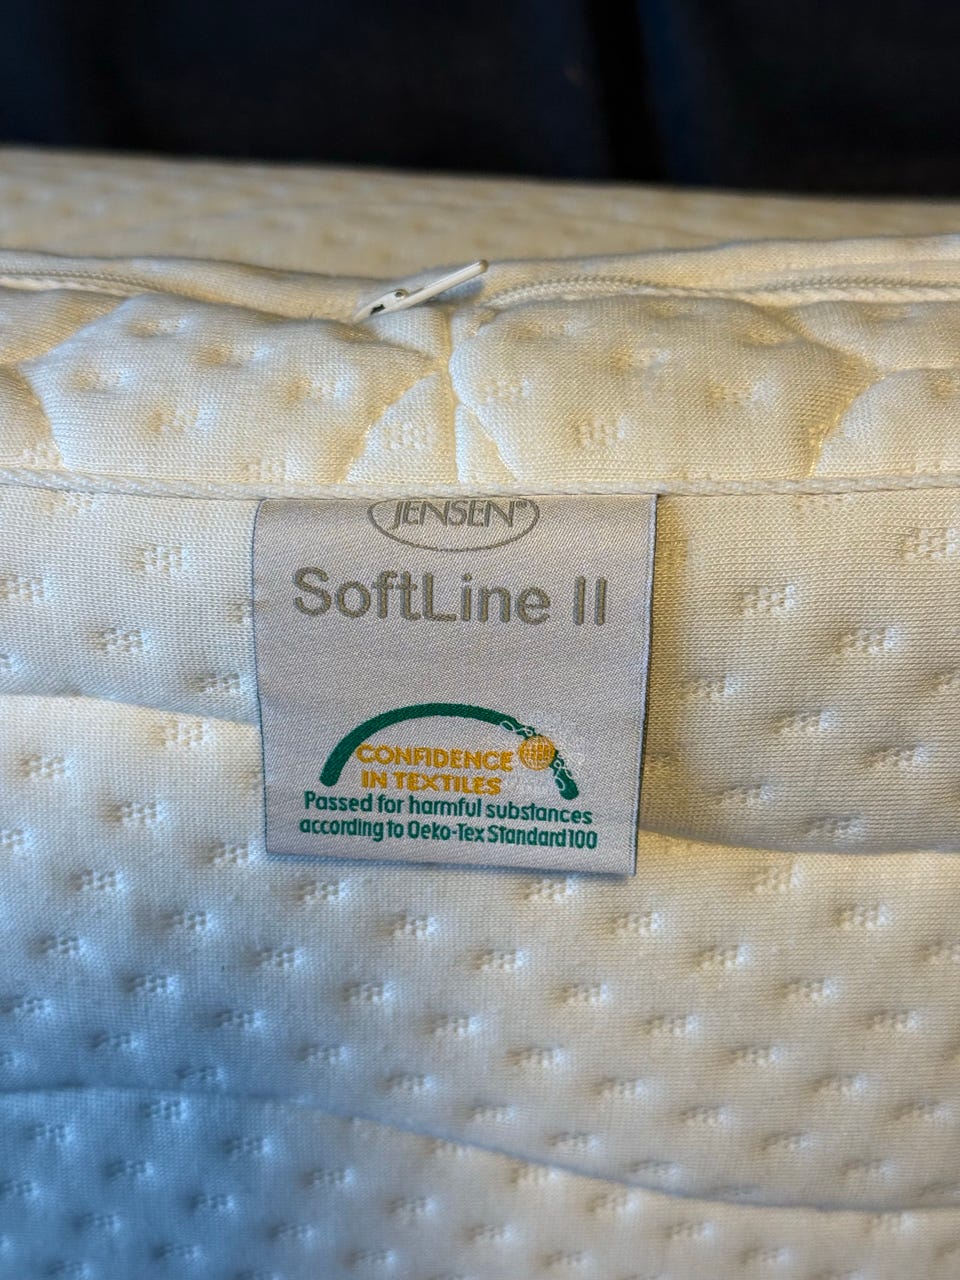 JENSEN®
SoftLine II
CONFIDENCE
IN TEXTILES
Passed for harmful substances
according to Oeko-Tex Standard 100